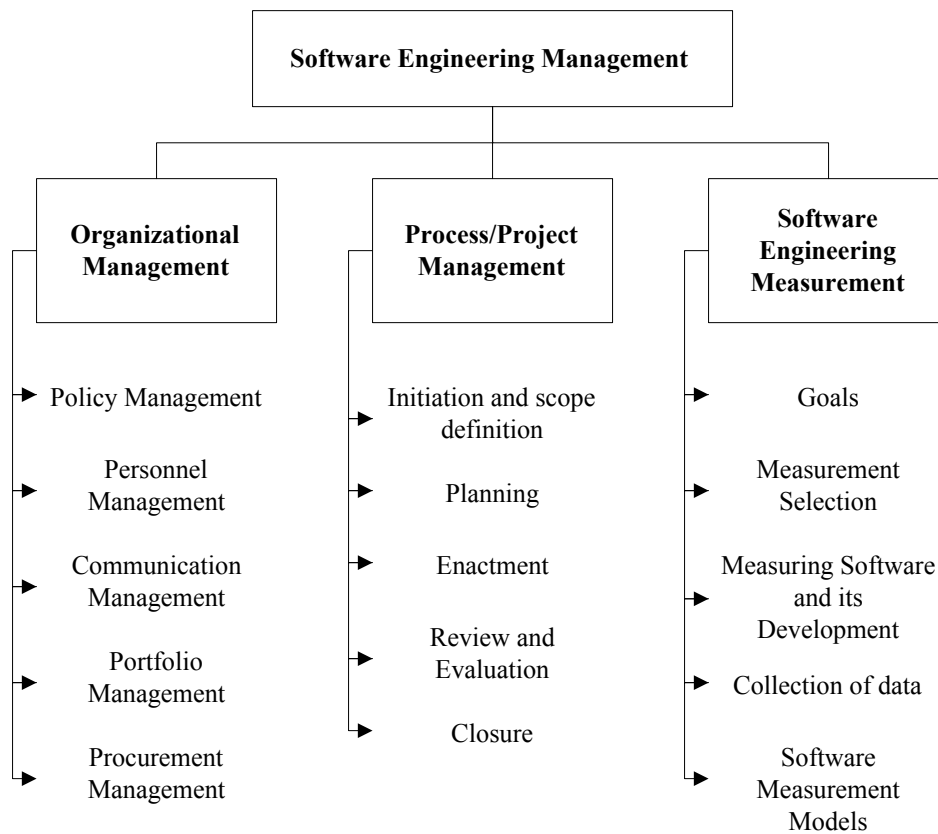 Software Engineering Management
Organizational
Management
Process/Project
Management
Software
Engineering
Measurement
Policy Management
Personnel
Management
Communication
Management
Portfolio
Management
Procurement
Management
Initiation and scope
definition
Planning
Enactment
Review and
Evaluation
Closure
Goals
Measurement
Selection
Measuring Software
and its
Development
Collection of data
Software
Measurement
Models